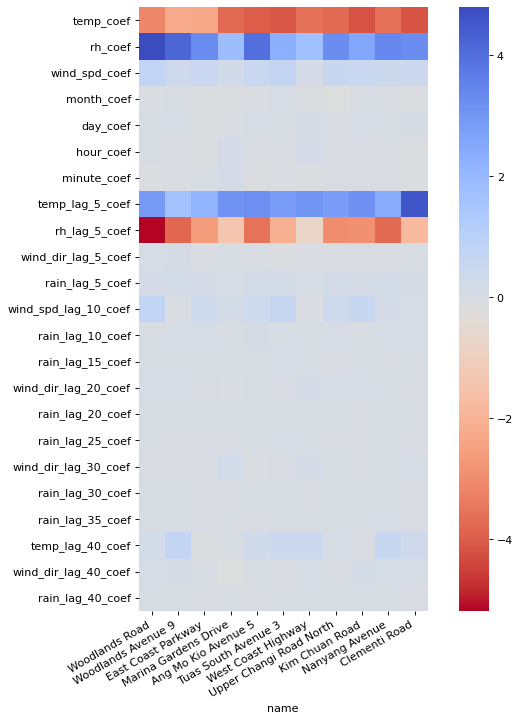 temp_coef
rh_coef
wind_spd_coef
month_coef
day_coef
hour_coef
minute_coef
temp_lag_5_coef
rh_lag_5_coef
wind_dir_lag_5_coef
rain_lag_5_coef
wind_spd_lag_10_coef
rain_lag_10_coef
rain_lag_15_coef
wind_dir_lag_20_coef
rain_lag_20_coef
rain_lag_25_coef
wind_dir_lag_30_coef
rain_lag_30_coef
rain_lag_35_coef
temp_lag_40_coef
wind_dir_lag_40_coef
rain_lag_40_coef
Woodlands Road
Woodlands Avenue 9
East Coast Parkway
Marina Gardens Drive
Ang Mo Kio Avenue 5
Tuas South Avenue 3
West Coast Highway
Upper Changi Road North
Kim Chuan Road
Nanyang Avenue
Clementi Road
name
4
2
0
−2
−4